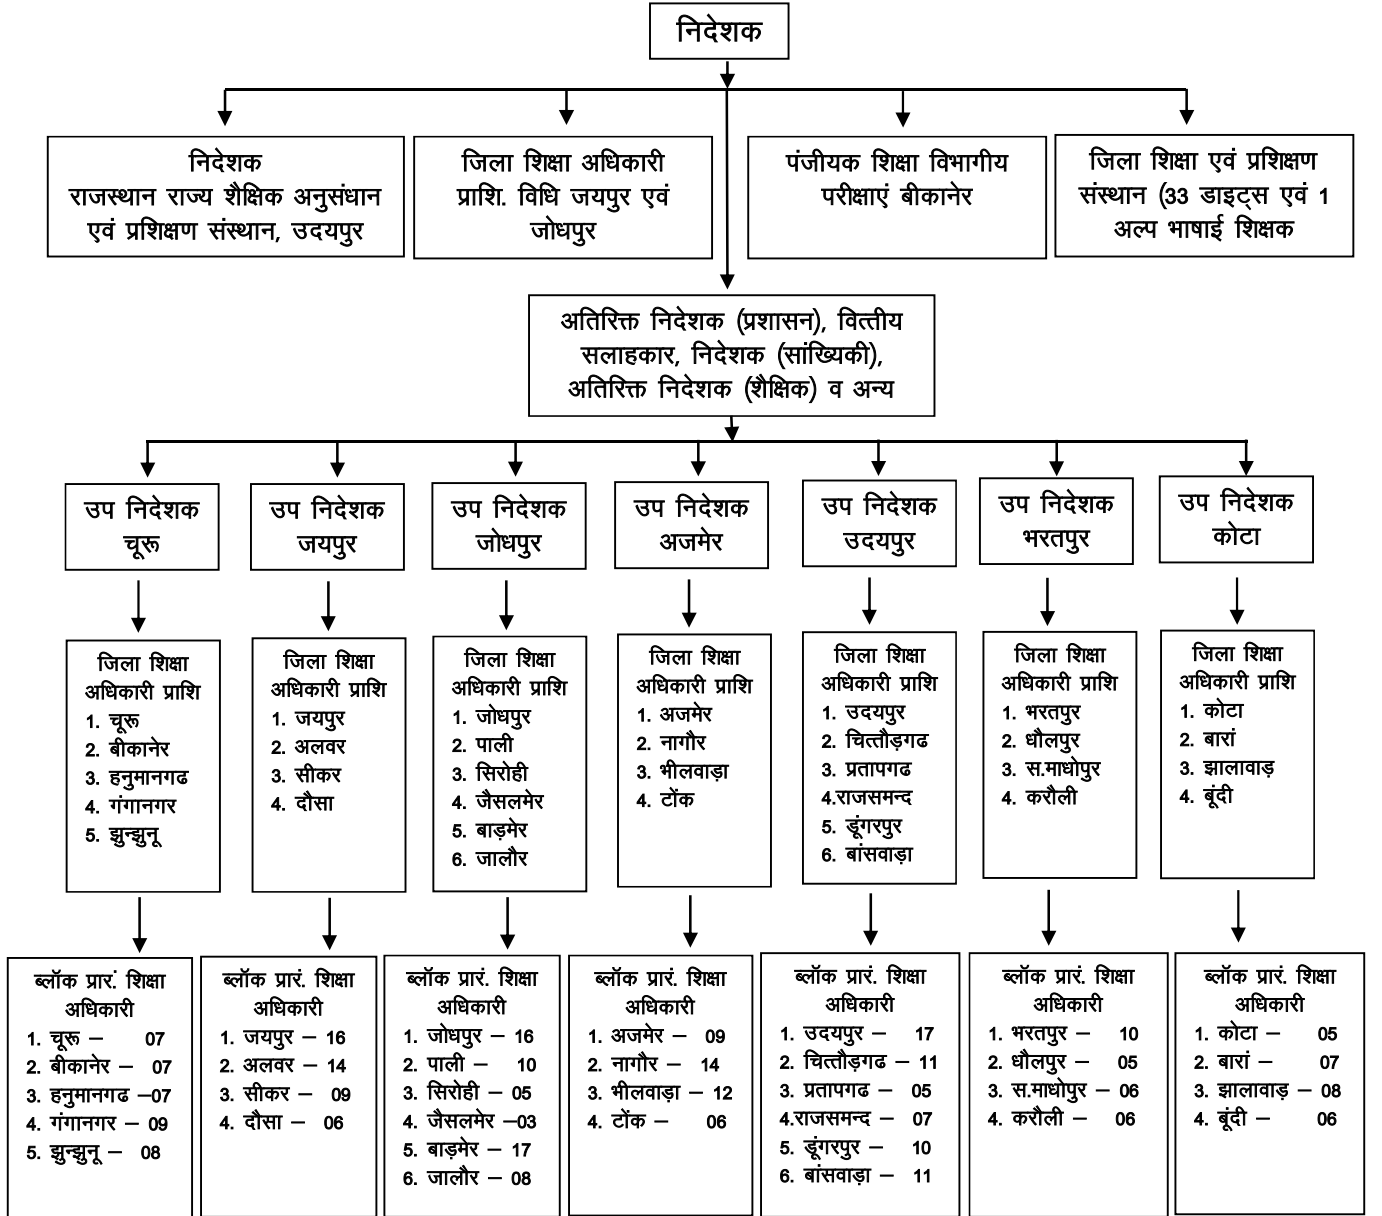 निदेशक
निदेशक
राजस्थान राज्य शैक्षिक अनुसंधान
एवं प्रशिक्षण संस्थान, उदयपुर
जिला शिक्षा अधिकारी
प्राशि. विधि जयपुर एवं
जोधपुर
पंजीयक शिक्षा विभागीय
परीक्षाएं बीकानेर
जिला शिक्षा एवं प्रशिक्षण
संस्थान (33 डाइट्स एवं 1
अल्प भाषाई शिक्षक
अतिरिक्त निदेशक (प्रशासन), वित्तीय
सलाहकार, निदेशक (सांख्यिकी),
अतिरिक्त निदेशक (शैक्षिक) व अन्य
उप निदेशक
चूरू
उप निदेशक
जयपुर
उप निदेशक
जोधपुर
उप निदेशक
अजमेर
उप निदेशक
उदयपुर
उप निदेशक
भरतपुर
उप निदेशक
कोटा
जिला शिक्षा
अधिकारी प्राशि
1. चूरू
2. बीकानेर
3. हनुमानगढ
4. गंगानगर
5. झुन्झुनू
जिला शिक्षा
अधिकारी प्राशि
1. जयपुर
2. अलवर
3. सीकर
4. दौसा
जिला शिक्षा
अधिकारी प्राशि
1. जोधपुर
2. पाली
3. सिरोही
4. जैसलमेर
5. बाड़मेर
6. जालौर
जिला शिक्षा
अधिकारी प्राशि
1. अजमेर
2. नागौर
3. भीलवाड़ा
4. टोंक
जिला शिक्षा
अधिकारी प्राशि
1. उदयपुर
2. चित्तौड़गढ
3. प्रतापगढ
4.राजसमन्द
5. डूंगरपुर
6. बांसवाड़ा
जिला शिक्षा
अधिकारी प्राशि
1. भरतपुर
2. धौलपुर
3. स.माधोपुर
4. करौली
जिला शिक्षा
अधिकारी प्राशि
1. कोटा
2. बारां
3. झालावाड़
4. बूंदी
ब्लॉक प्रारं. शिक्षा
अधिकारी
1. चूरू – 07
2. बीकानेर – 07
3. हनुमानगढ –07
4. गंगानगर – 09
5. झुन्झुनू – 08
ब्लॉक प्रारं. शिक्षा
अधिकारी
1. जयपुर – 16
2. अलवर – 14
3. सीकर – 09
4. दौसा – 06
ब्लॉक प्रारं. शिक्षा
अधिकारी
1. जोधपुर – 16
2. पाली – 10
3. सिरोही – 05
4. जैसलमेर –03
5. बाड़मेर – 17
6. जालौर – 08
ब्लॉक प्रारं. शिक्षा
अधिकारी
1. अजमेर – 09
2. नागौर – 14
3. भीलवाड़ा – 12
4. टोंक – 06
ब्लॉक प्रारं. शिक्षा
अधिकारी
1. उदयपुर – 17
2. चित्तौड़गढ – 11
3. प्रतापगढ – 05
4.राजसमन्द – 07
5. डूंगरपुर – 10
6. बांसवाड़ा – 11
ब्लॉक प्रारं. शिक्षा
अधिकारी
1. भरतपुर – 10
2. धौलपुर – 05
3. स.माधोपुर – 06
4. करौली – 06
ब्लॉक प्रारं. शिक्षा
अधिकारी
1. कोटा – 05
2. बारां – 07
3. झालावाड़ – 08
4. बूंदी – 06